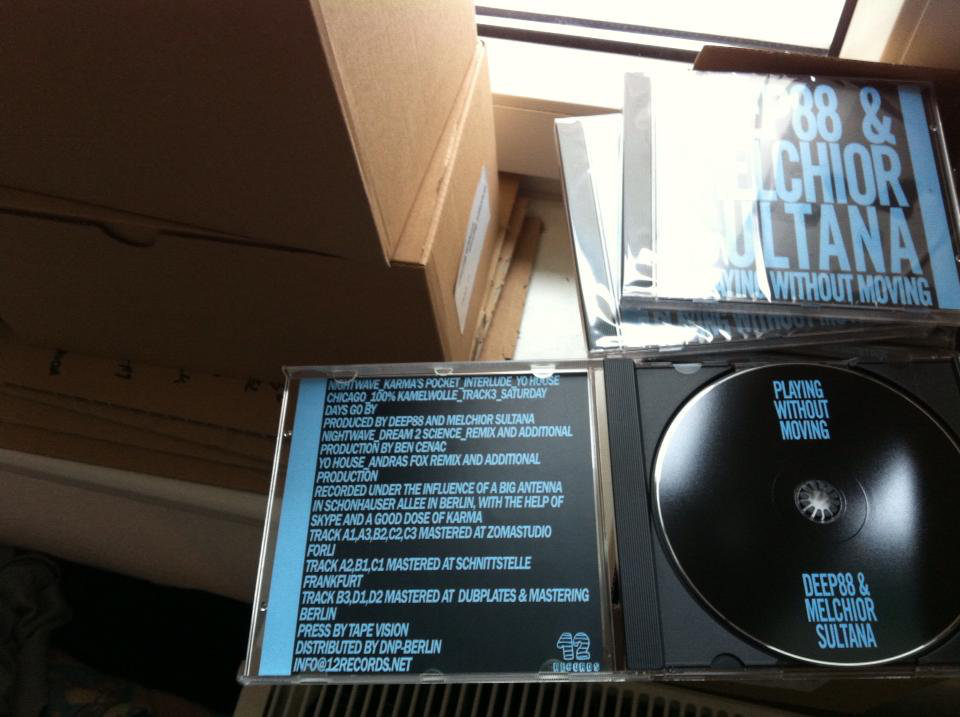 P88 &
ELCHIOR
SULTANA
PLAYING WITHOUT MOVING
PLAYING WITHOUT MOV
NIGHTWAVE_KARMA'S POCKET_INTERLUDE_YO HOUSE
CHICAGO_100% KAMELWOLLE_TRACK3_SATURDAY
DAYS GO BY
PRODUCED BY DEEP88 AND MELCHIOR SULTANA
NIGHTWAVE_DREAM 2 SCIENCE_REMIX AND ADDITIONAL
PRODUCTION BY BEN CENAC
YO HOUSE_ANDRAS FOX REMIX AND ADDITIONAL
PRODUCTION
RECORDED UNDER THE INFLUENCE OF A BIG ANTENNA
IN SCHONHAUSER ALLEE IN BERLIN, WITH THE HELP OF
SKYPE AND A GOOD DOSE OF KARMA
TRACK A1,A3,B2,C2,C3 MASTERED AT ZOMASTUDIO
FORLI
TRACK A2,B1,C1 MASTERED AT SCHNITTSTELLE
FRANKFURT
TRACK B3,D1,D2 MASTERED AT DUBPLATES & MASTERING
BERLIN
PRESS BY TAPE VISION
DISTRIBUTED BY DNP-BERLIN
INFO@12RECORDS.NET
12
RECORDS
PLAYING
WITHOUT
MOVING
DEEP88 &
MELCHIOR
SULTANA